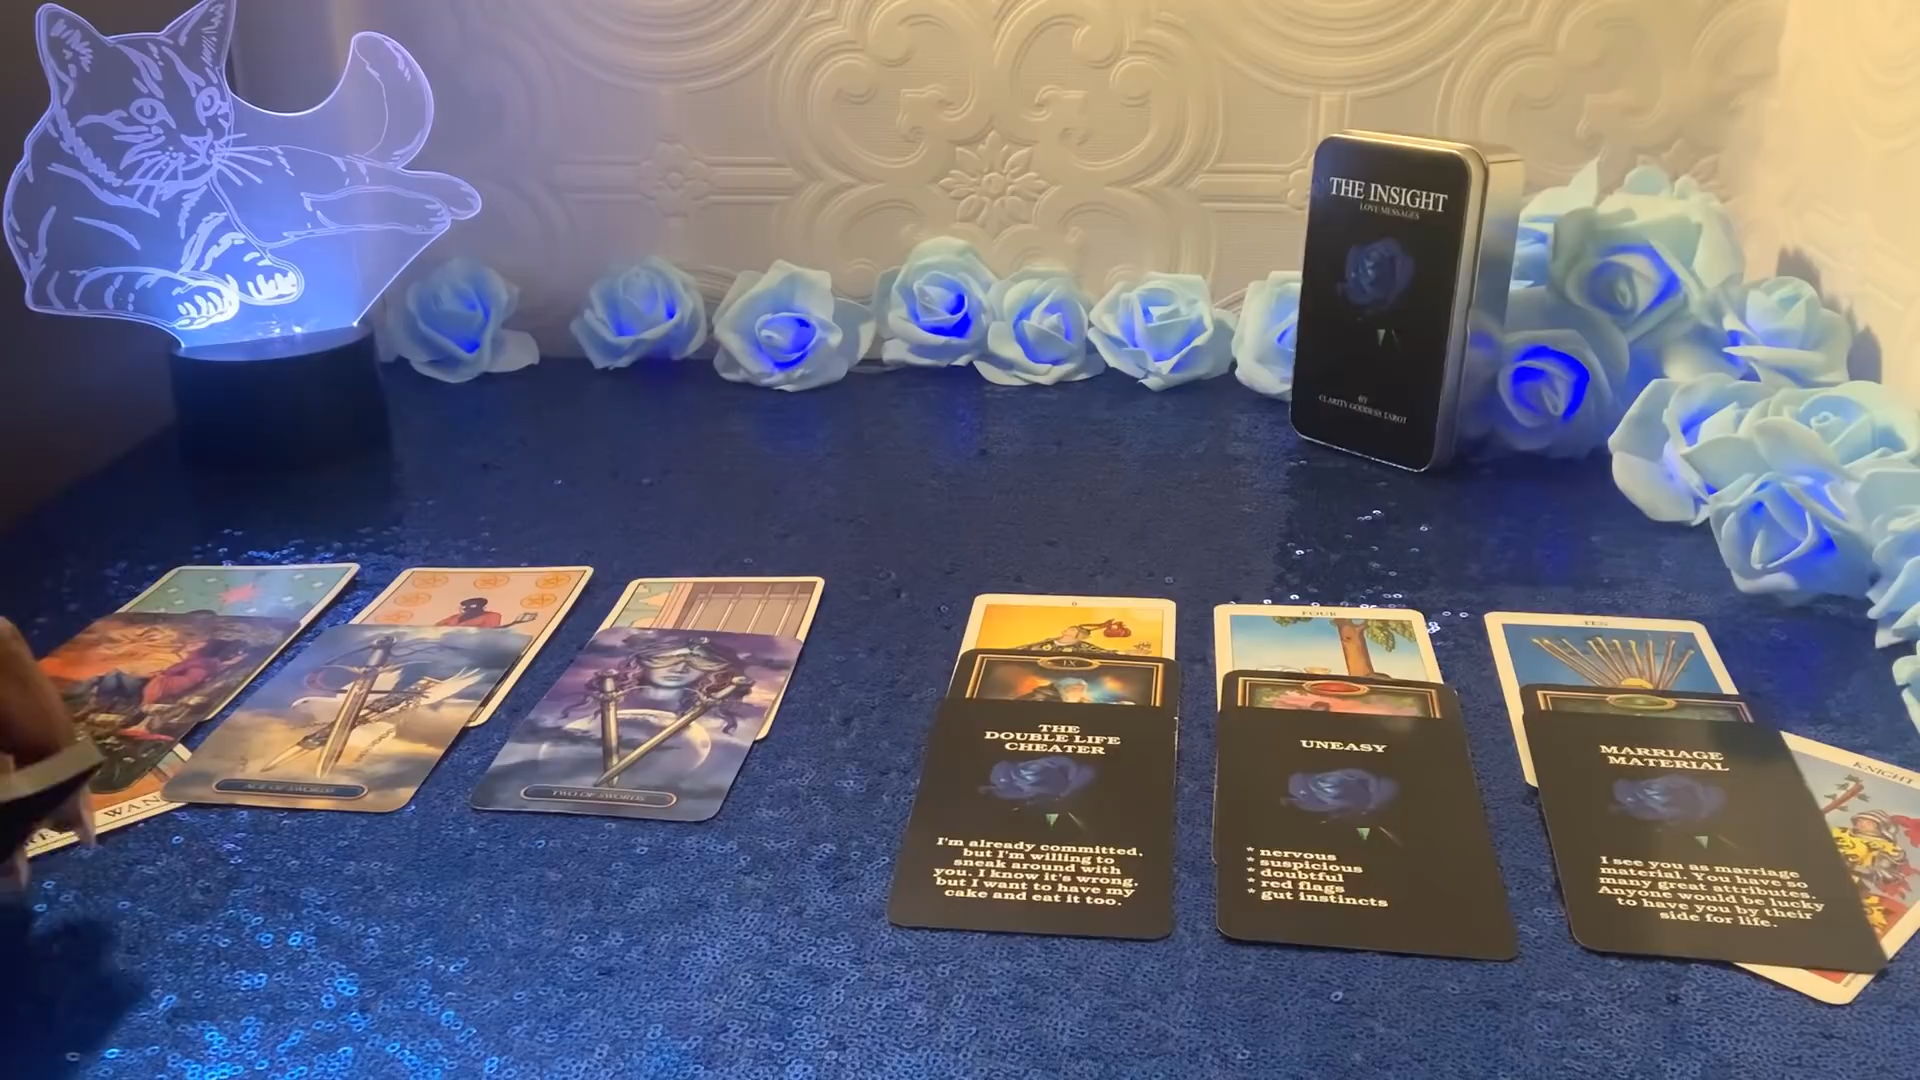 THE INSIGHT
LOVE MESSAGES
BY
CLARITY GODDESS TAROT
0
FOUR
TEN
IX
KNIGHT
WAN
ACE OF SWORDS
TWO OF SWORDS
THE
DOUBLE LIFE
CHEATER
I'm already committed,
but I'm willing to
sneak around with
you. I know it's wrong,
but I want to have my
cake and eat it too.
UNEASY
* nervous
* suspicious
* doubtful
* red flags
* gut instincts
MARRIAGE
MATERIAL
I see you as marriage
material. You have so
many great attributes.
Anyone would be lucky
to have you by their
side for life.